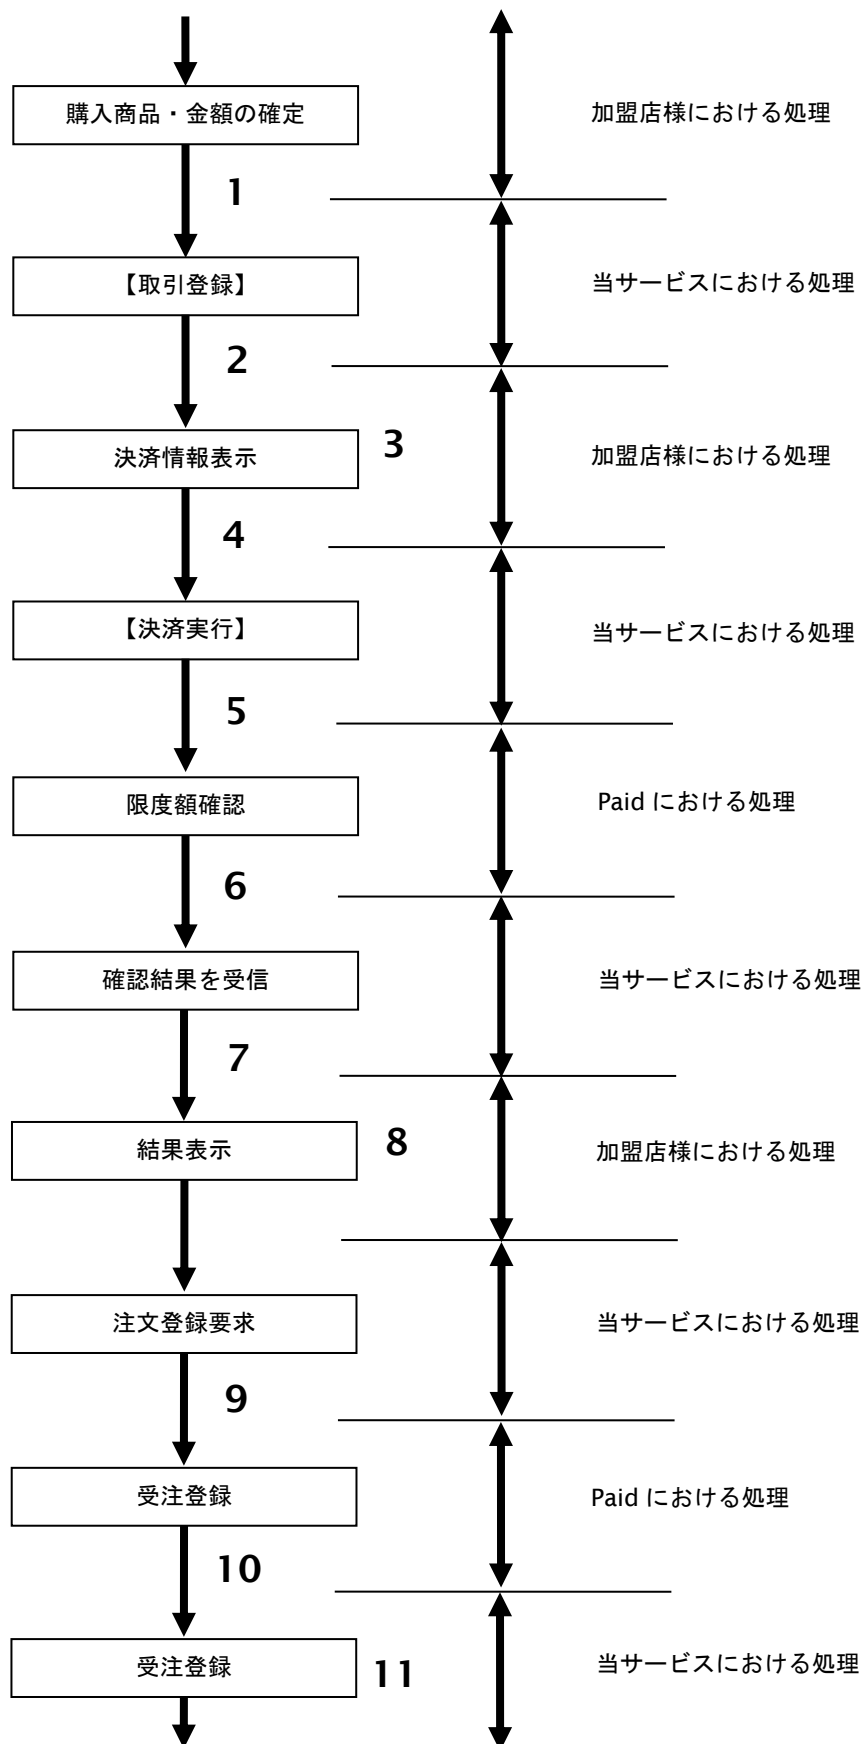 購入商品・金額の確定
加盟店様における処理
1
【取引登録】
当サービスにおける処理
2
決済情報表示
3
加盟店様における処理
4
【決済実行】
当サービスにおける処理
5
限度額確認
Paid における処理
6
確認結果を受信
当サービスにおける処理
7
結果表示
8
加盟店様における処理
注文登録要求
当サービスにおける処理
9
受注登録
Paid における処理
10
受注登録
11
当サービスにおける処理